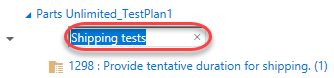 Parts Unlimited_TestPlan1
Shipping tests
1298 : Provide tentative duration for shipping. (1)